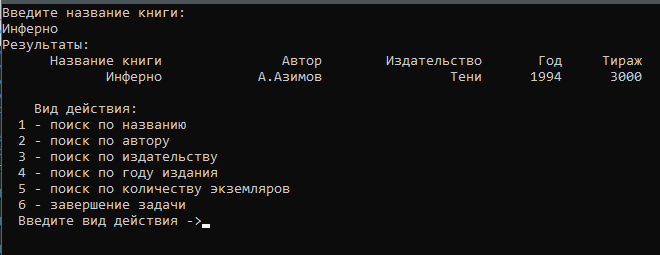 Введите название книги:
Инферно
Результаты:
Название книги Автор Издательство Год Тираж
Инферно А.Азимов Тени 1994 3000
Вид действия:
1 - поиск по названию
2 - поиск по автору
3 - поиск по издательству
4 - поиск по году издания
5 - поиск по количеству экземляров
6 - завершение задачи
Введите вид действия ->